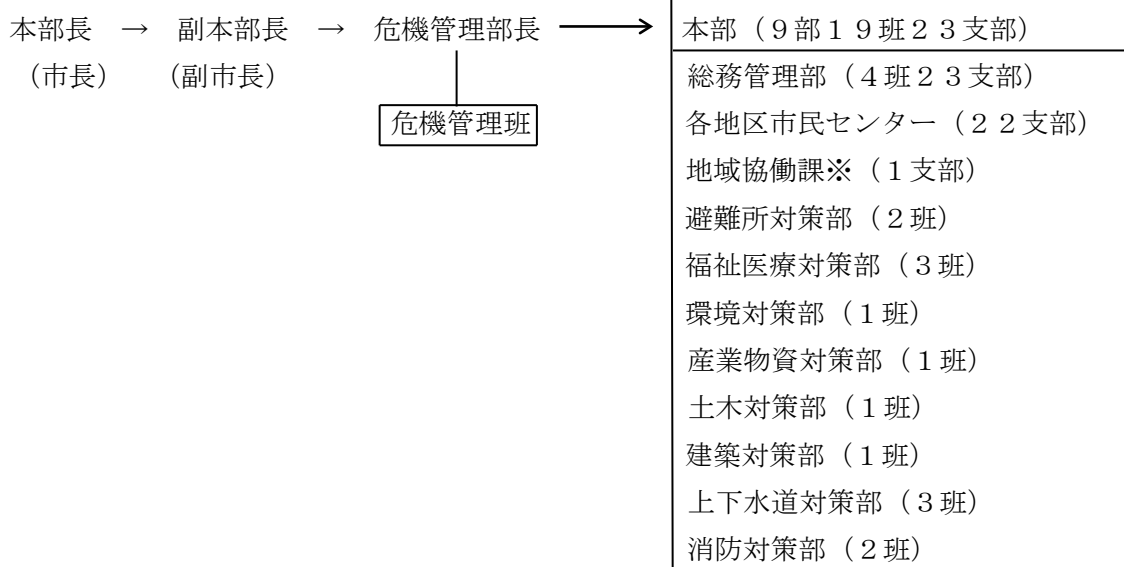 本部長 → 副本部長 → 危機管理部長 → 本部（９部１９班２３支部）
（市長） （副市長） 総務管理部（４班２３支部）
危機管理班 各地区市民センター（２２支部）
地域協働課※（１支部）
避難所対策部（２班）
福祉医療対策部（３班）
環境対策部（１班）
産業物資対策部（１班）
土木対策部（１班）
建築対策部（１班）
上下水道対策部（３班）
消防対策部（２班）